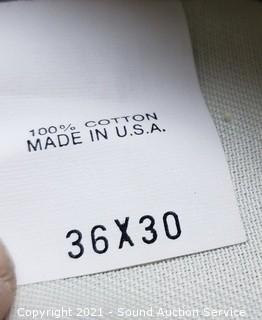 100% COTTON
MADE IN U.S.A.
36X30
Copyright 2021 - Sound Auction Service